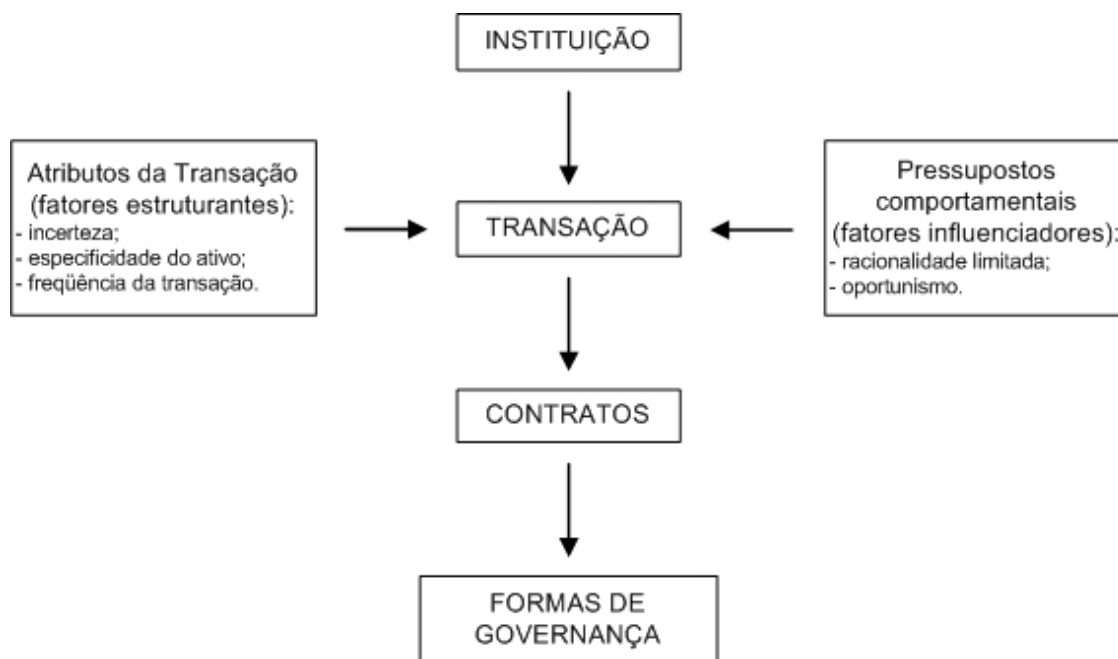 INSTITUIÇÃO
Atributos da Transação
(fatores estruturantes):
- incerteza;
- especificidade do ativo;
- freqüência da transação.
TRANSAÇÃO
Pressupostos
comportamentais
(fatores influenciadores):
- racionalidade limitada;
- oportunismo.
CONTRATOS
FORMAS DE
GOVERNANÇA